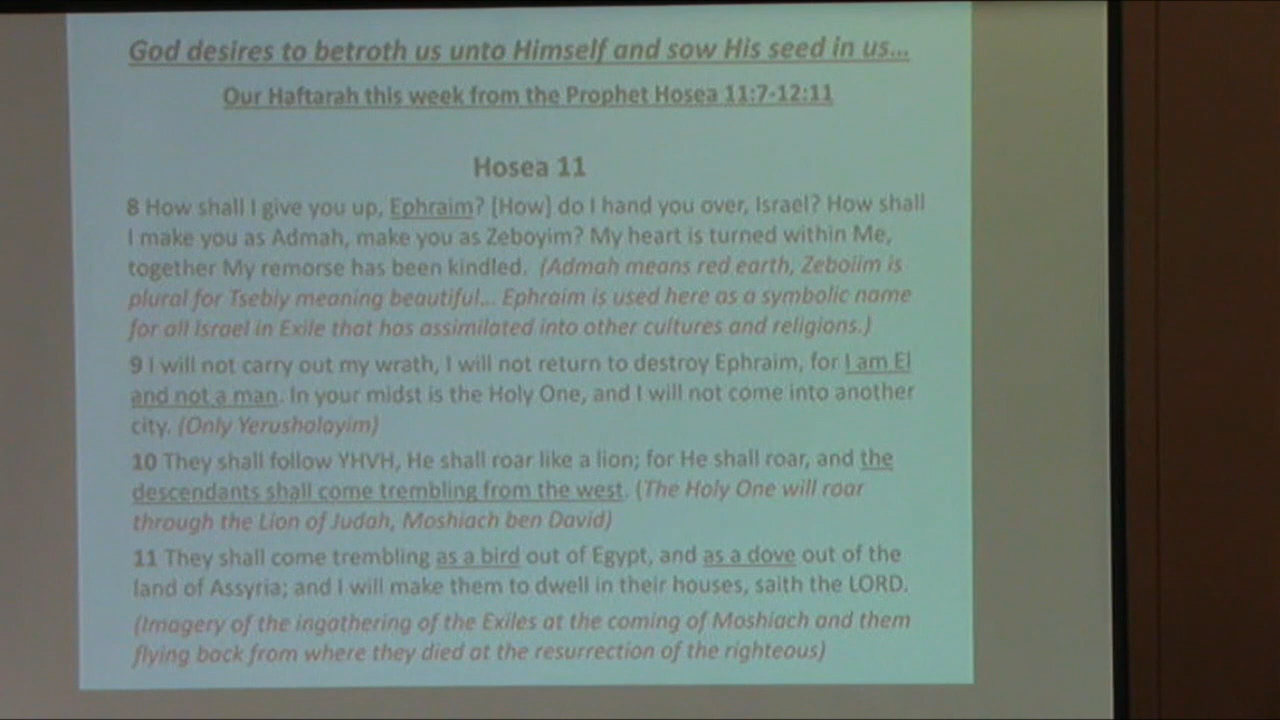 God desires to betroth us unto Himself and sow His seed in us...
Our Haftarah this week from the Prophet Hosea 11:7-12:11
Hosea 11
8 How shall I give you up, Ephraim? [How] do I hand you over, Israel? How shall
I make you as Admah, make you as Zeboyim? My heart is turned within Me,
together My remorse has been kindled. (Admah means red earth, Zeboiim is
plural for Tsebiy meaning beautiful... Ephraim is used here as a symbolic name
for all Israel in Exile that has assimilated into other cultures and religions.)
9 I will not carry out my wrath, I will not return to destroy Ephraim, for I am El
and not a man. In your midst is the Holy One, and I will not come into another
city. (Only Yerusholayim)
10 They shall follow YHVH, He shall roar like a lion; for He shall roar, and the
descendants shall come trembling from the west. (The Holy One will roar
through the Lion of Judah, Moshiach ben David)
11 They shall come trembling as a bird out of Egypt, and as a dove out of the
land of Assyria; and I will make them to dwell in their houses, saith the LORD.
(Imagery of the ingathering of the Exiles at the coming of Moshiach and them
flying back from where they died at the resurrection of the righteous)